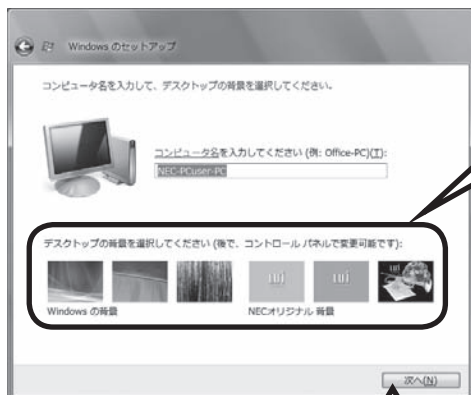 Windows のセットアップ
コンピュータ名を入力して、デスクトップの背景を選択してください。
コンピュータ名を入力してください (例: Office-PC)(T):
NEC-PCuser-PC
デスクトップの背景を選択してください (後で、コントロール パネルで変更可能です):
Windows の背景
NECオリジナル 背景
次へ(N)